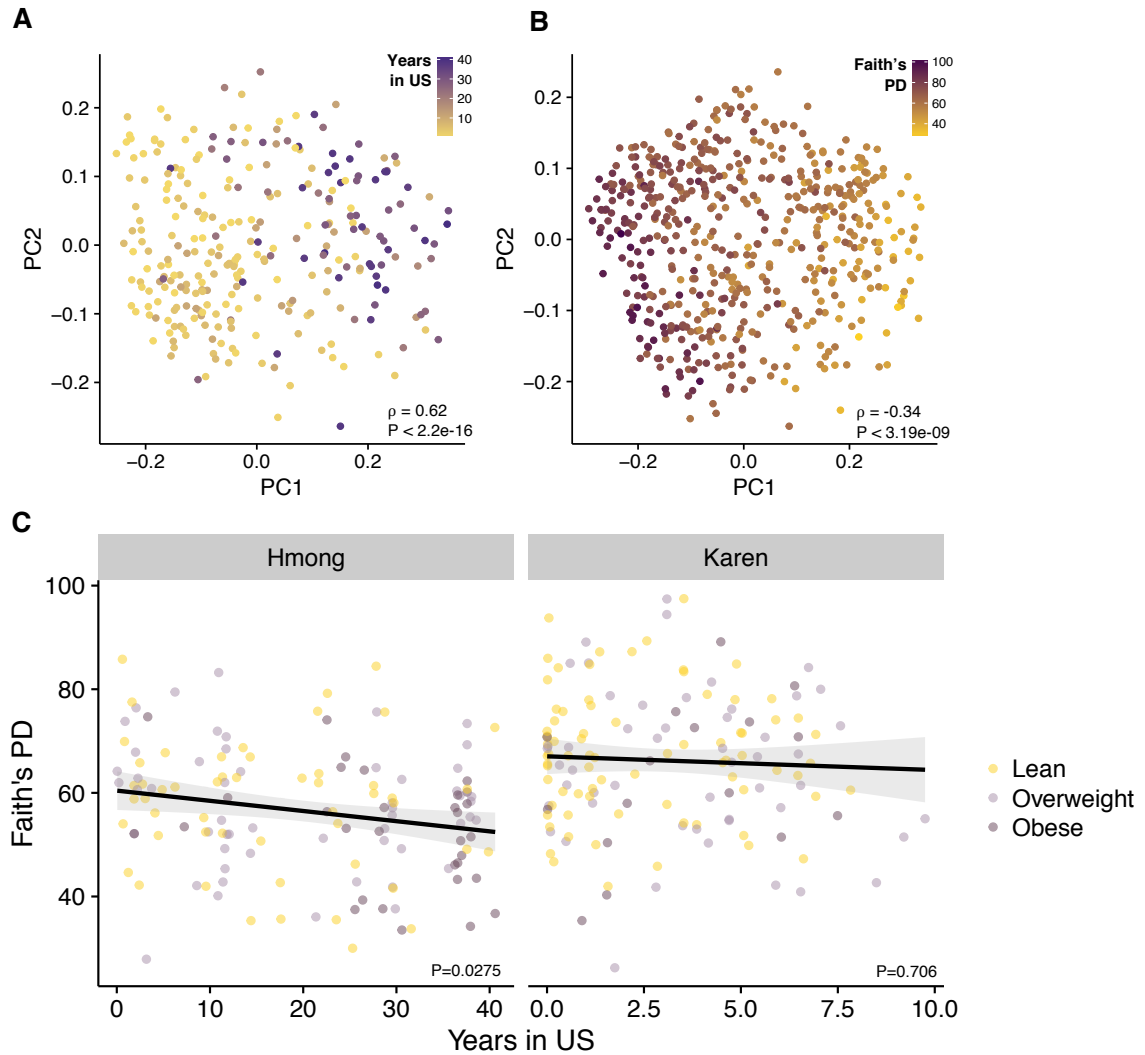 A
Years
in US
40
30
20
10
PC2
0.2
0.1
0.0
−0.1
−0.2
ρ = 0.62
P < 2.2e-16
−0.2
0.0
0.2
PC1
B
Faith's
PD
100
80
60
40
PC2
0.2
0.1
0.0
−0.1
−0.2
ρ = -0.34
P < 3.19e-09
−0.2
0.0
0.2
PC1
C
Hmong
Karen
Faith's PD
100
80
60
40
P=0.0275
P=0.706
0
10
20
30
40
0.0
2.5
5.0
7.5
10.0
Years in US
Lean
Overweight
Obese